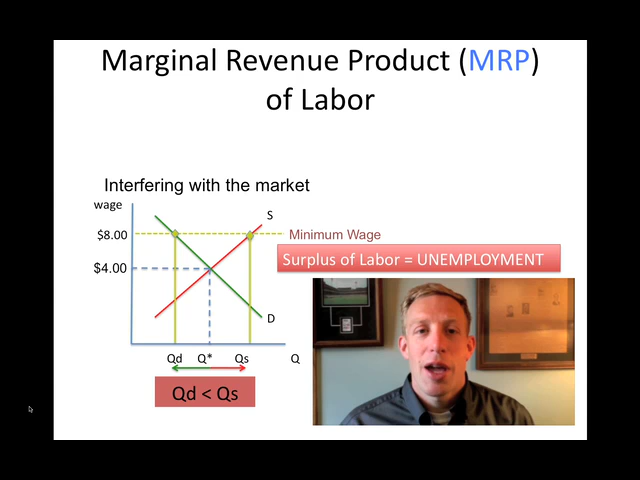 Marginal Revenue Product (MRP)
of Labor
Interfering with the market
wage
S
$8.00
Minimum Wage
Surplus of Labor = UNEMPLOYMENT
$4.00
D
Qd Q* Qs Q
Qd < Qs